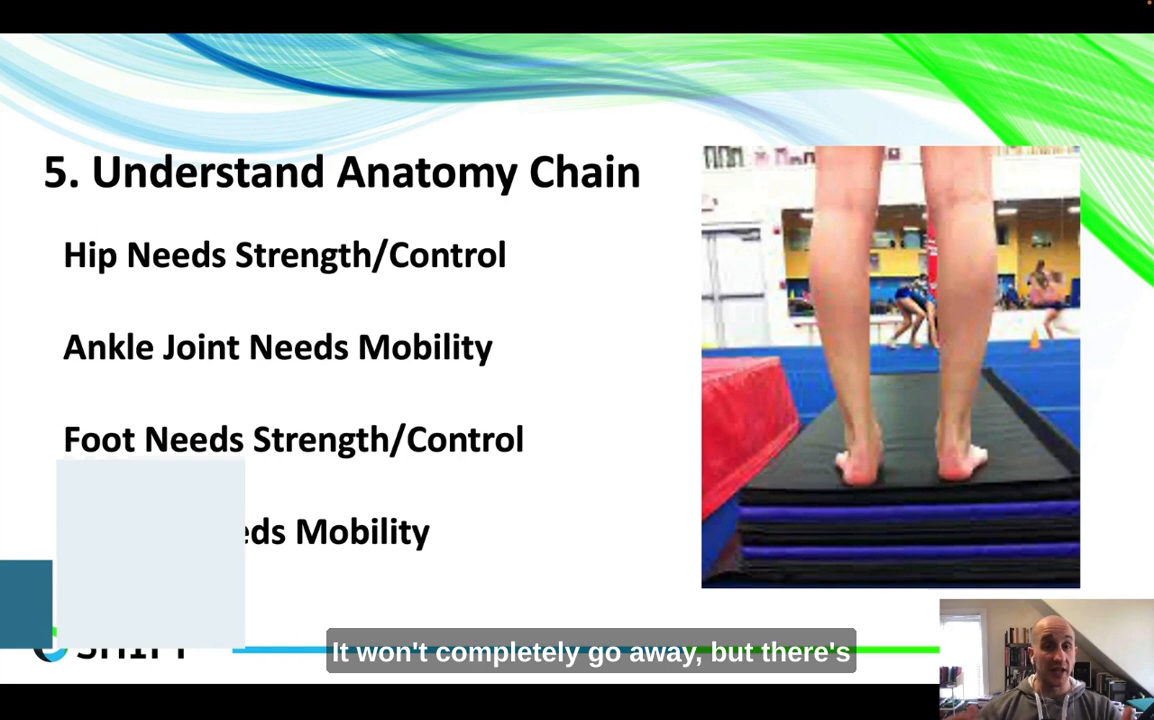 5. Understand Anatomy Chain
Hip Needs Strength/Control
Ankle Joint Needs Mobility
Foot Needs Strength/Control
Mobility
It won't completely go away, but there's